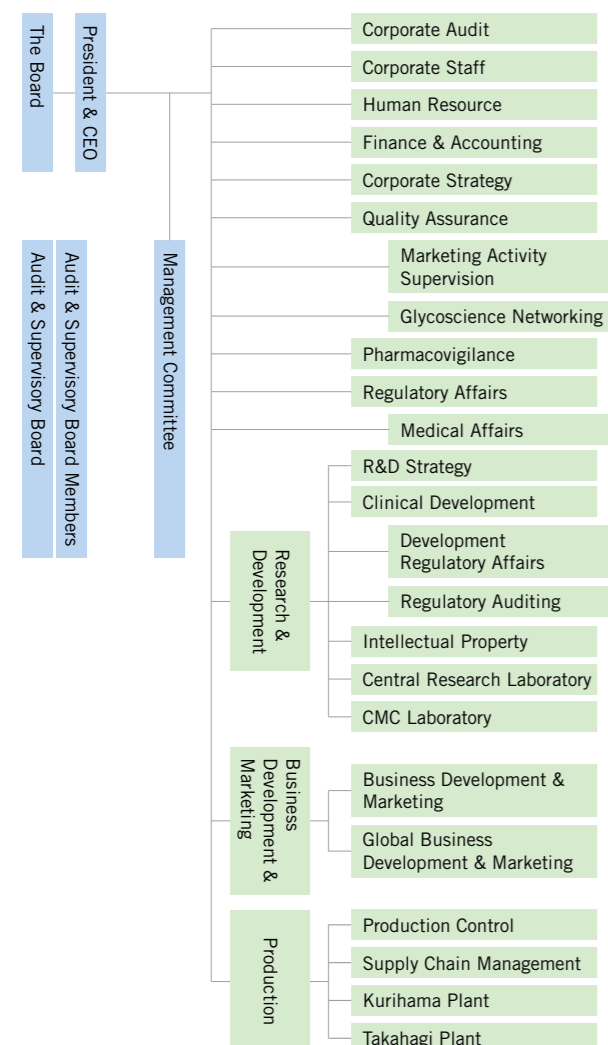 The Board
President & CEO
Audit & Supervisory Board
Audit & Supervisory Board Members
Management Committee
Corporate Audit
Corporate Staff
Human Resource
Finance & Accounting
Corporate Strategy
Quality Assurance
Marketing Activity
Supervision
Glycoscience Networking
Pharmacovigilance
Regulatory Affairs
Medical Affairs
Research &
Development
R&D Strategy
Clinical Development
Development
Regulatory Affairs
Regulatory Auditing
Intellectual Property
Central Research Laboratory
CMC Laboratory
Business
Development &
Marketing
Business Development &
Marketing
Global Business
Development & Marketing
Production
Production Control
Supply Chain Management
Kurihama Plant
Takahagi Plant